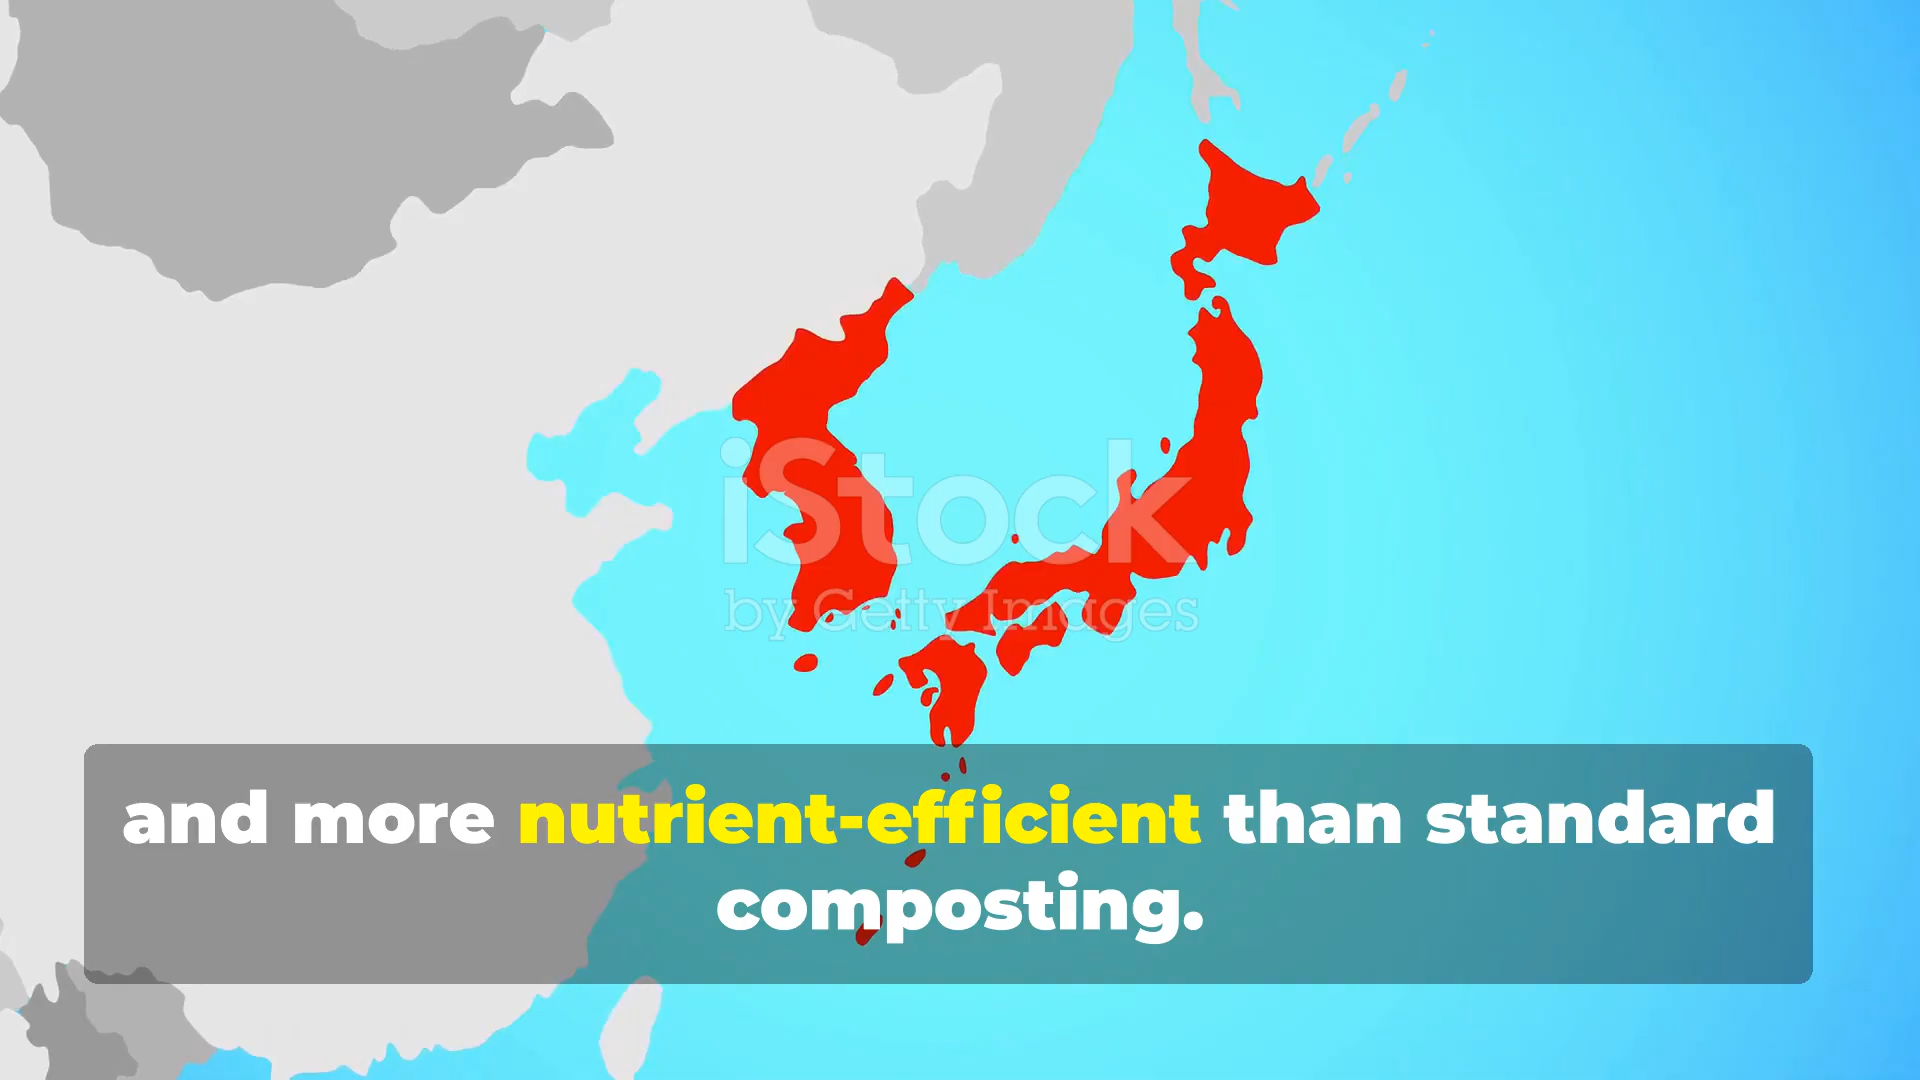 iStock
by Getty Images
and more nutrient-efficient than standard
composting.